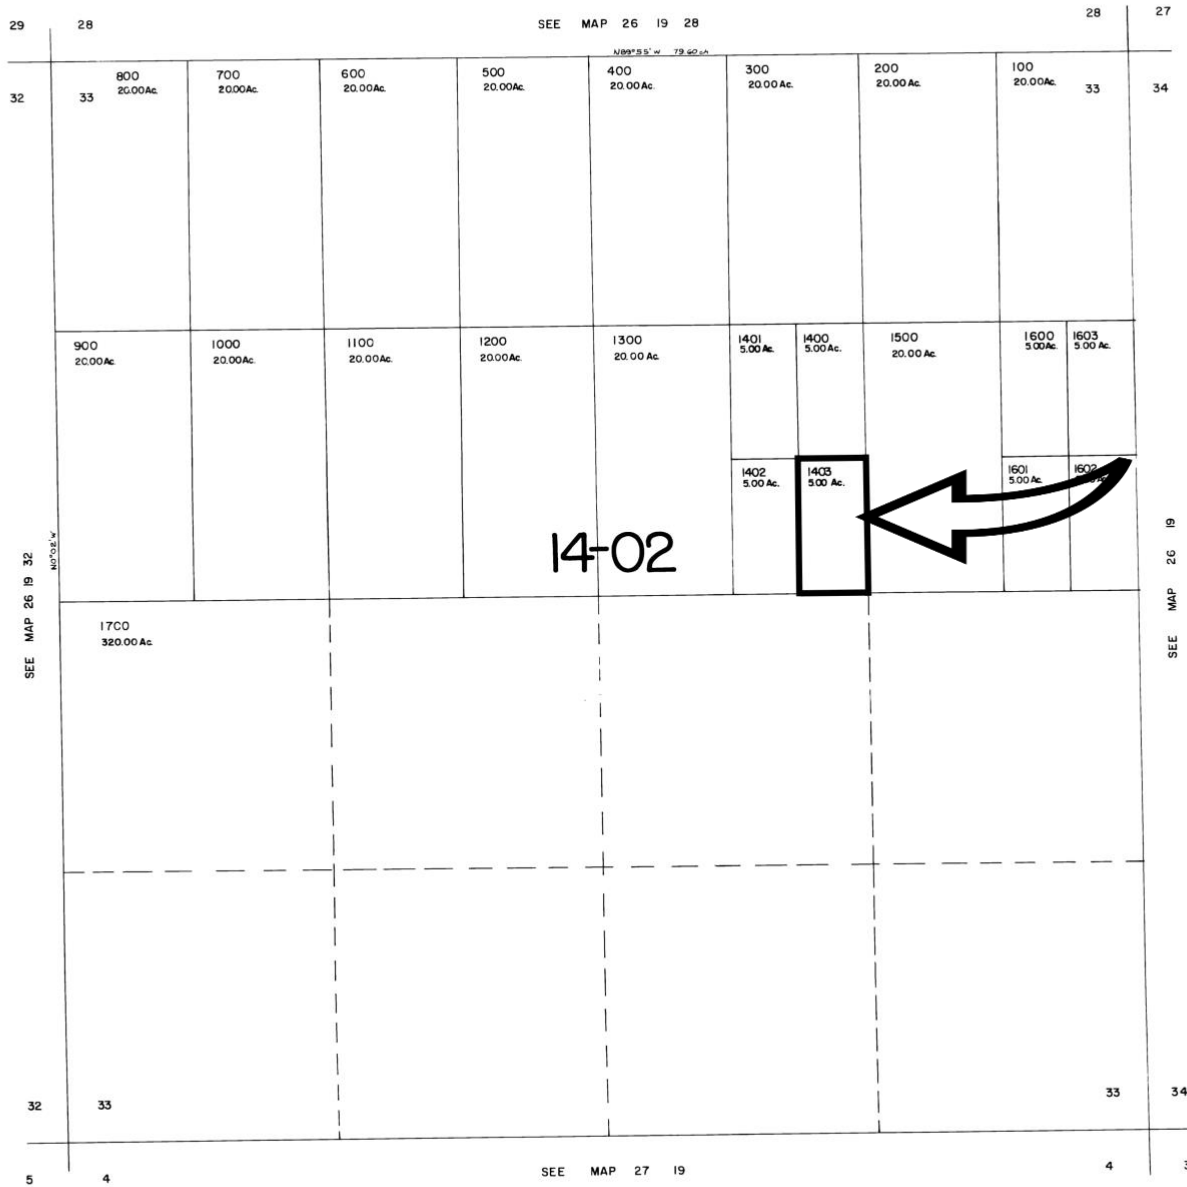 29 28 SEE MAP 26 19 28 28 27
N89°55'W 79.60 ch
32 33 33 34
800 700 600 500 400 300 200 100
20.00Ac. 20.00Ac. 20.00Ac. 20.00Ac. 20.00Ac. 20.00Ac. 20.00Ac. 20.00Ac.
900 1000 1100 1200 1300 1401 1400 1500 1600 1603
20.00Ac. 20.00Ac. 20.00Ac. 20.00Ac. 20.00Ac. 5.00Ac. 5.00Ac. 20.00Ac. 5.00Ac. 5.00Ac.
1402 1403 1601 1602
5.00Ac. 5.00 Ac. 5.00Ac.
14-02
N0°02'W
SEE MAP 26 19 32
SEE MAP 26 19
1700
320.00Ac.
32 33 33 34
5 4 SEE MAP 27 19 4